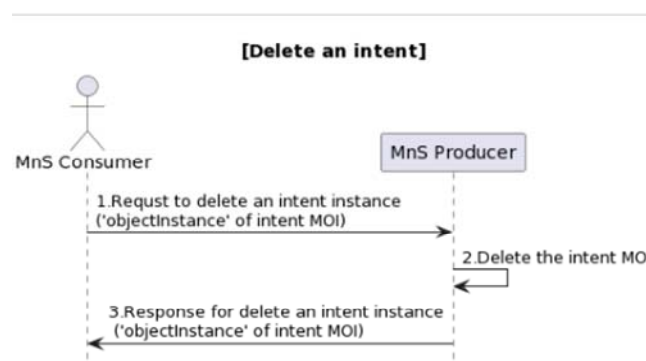 [Delete an intent]
MnS Consumer
MnS Producer
1.Requst to delete an intent instance
('objectInstance' of intent MOI)
2.Delete the intent MO
3.Response for delete an intent instance
('objectInstance' of intent MOI)